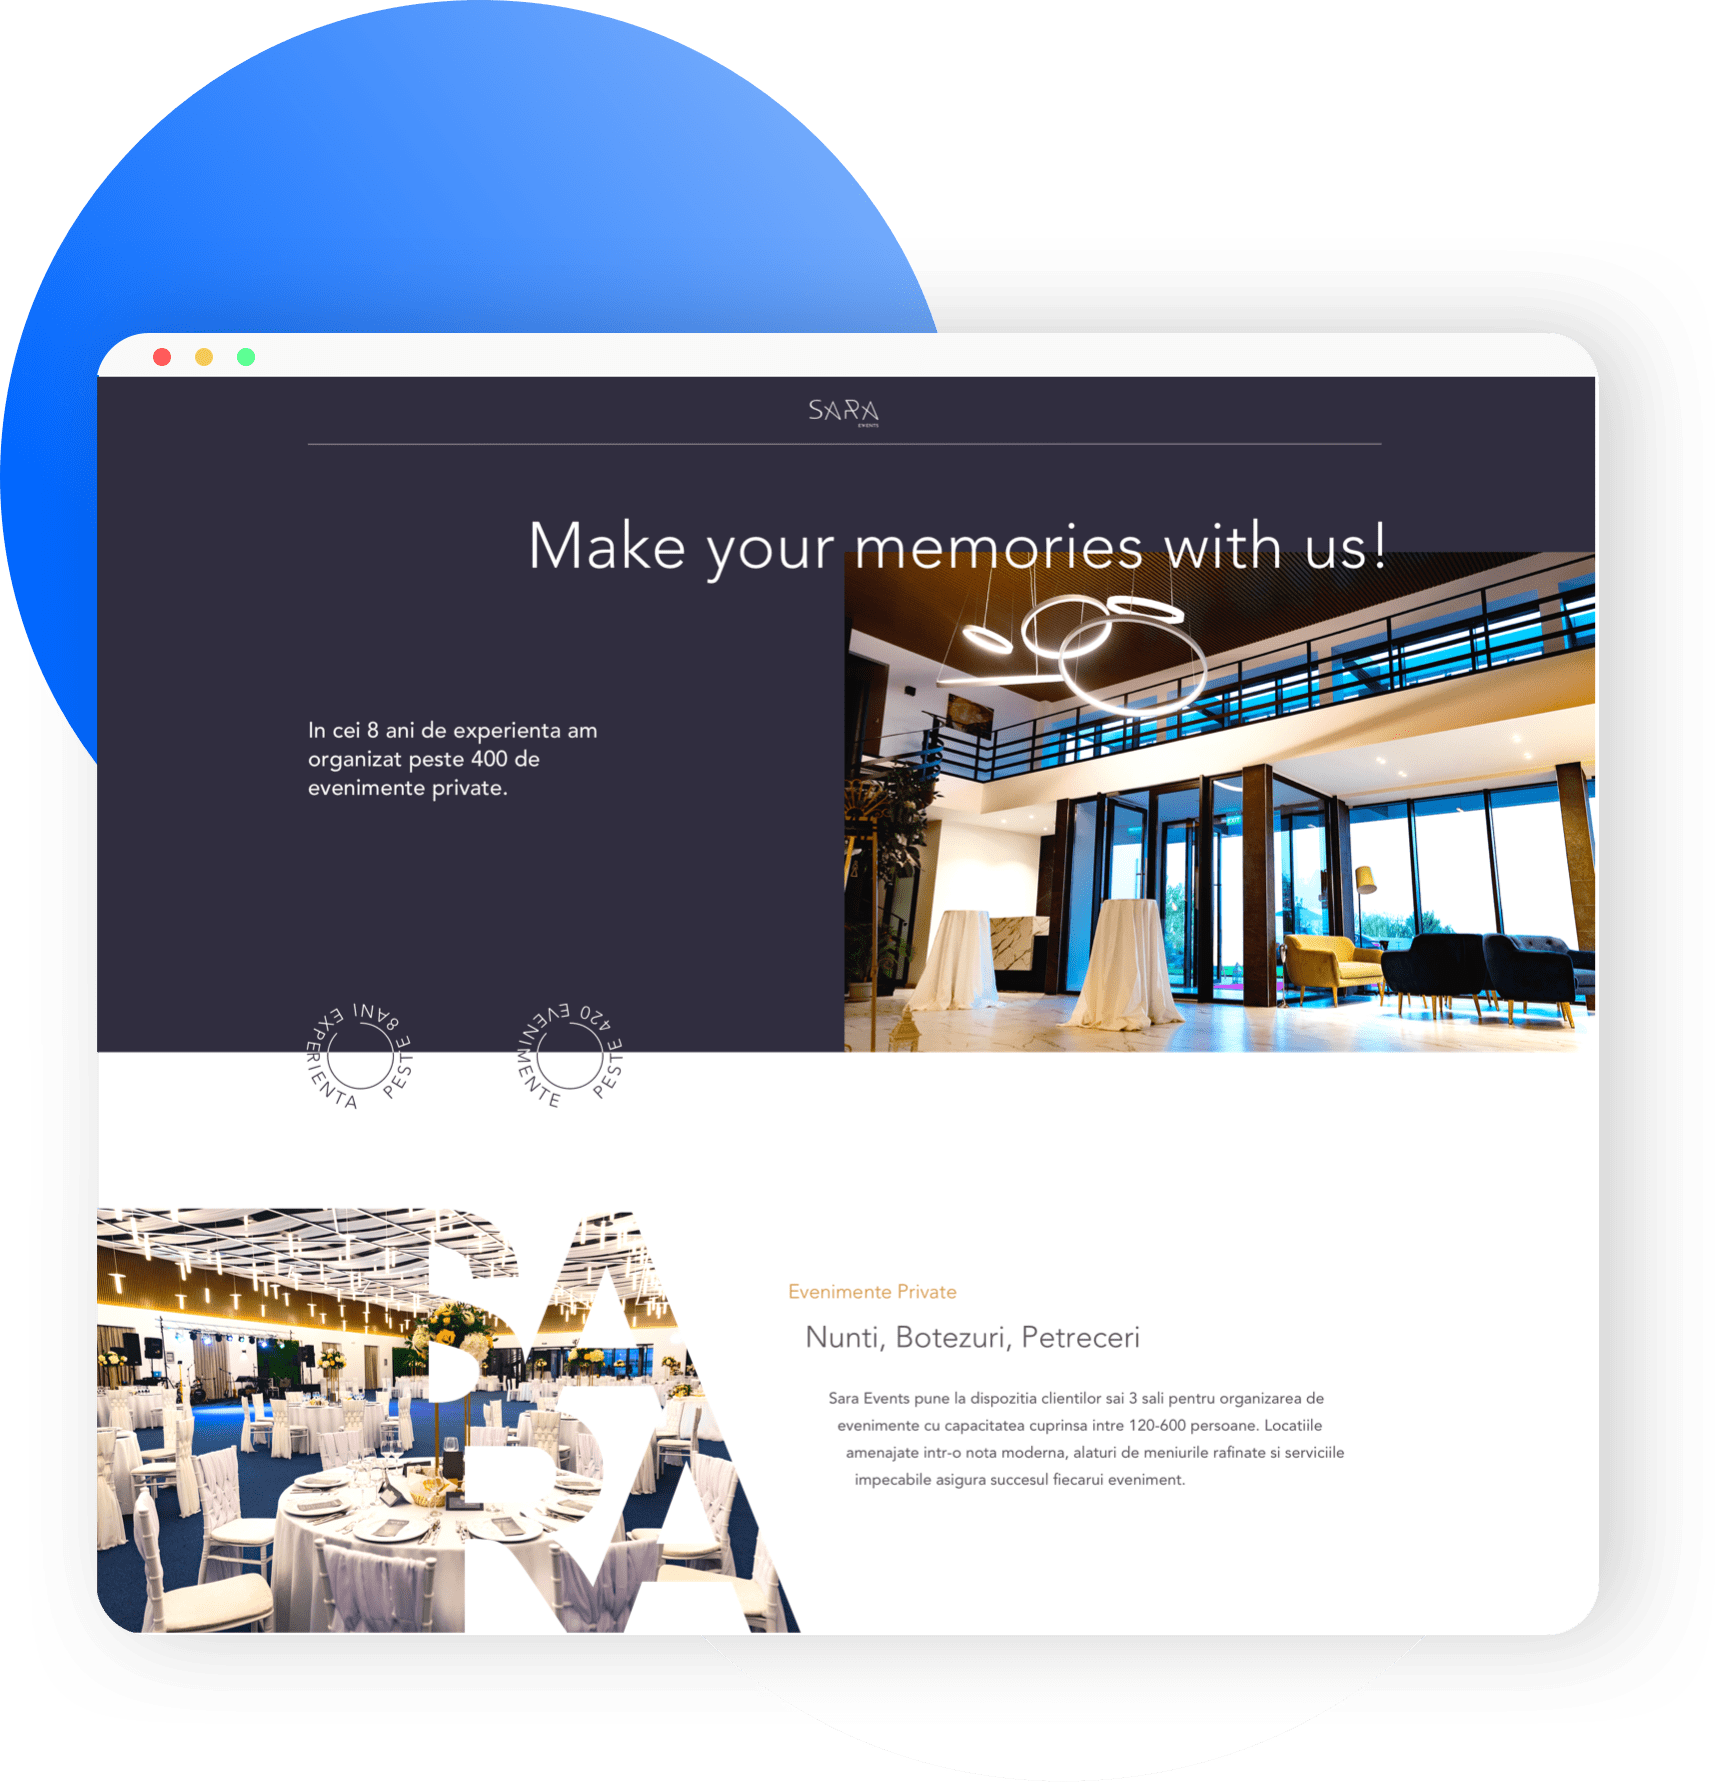 SARA
EVENTS
Make your memories with us!
In cei 8 ani de experienta am
organizat peste 400 de
evenimente private.
PESTE 8ANI EXPERIENTA
PESTE 420 EVENIMENTE
EXIT
SARA
Evenimente Private
Nunti, Botezuri, Petreceri
Sara Events pune la dispozitia clientilor sai 3 sali pentru organizarea de
evenimente cu capacitatea cuprinsa intre 120-600 persoane. Locatiile
amenajate intr-o nota moderna, alaturi de meniurile rafinate si serviciile
impecabile asigura succesul fiecarui eveniment.